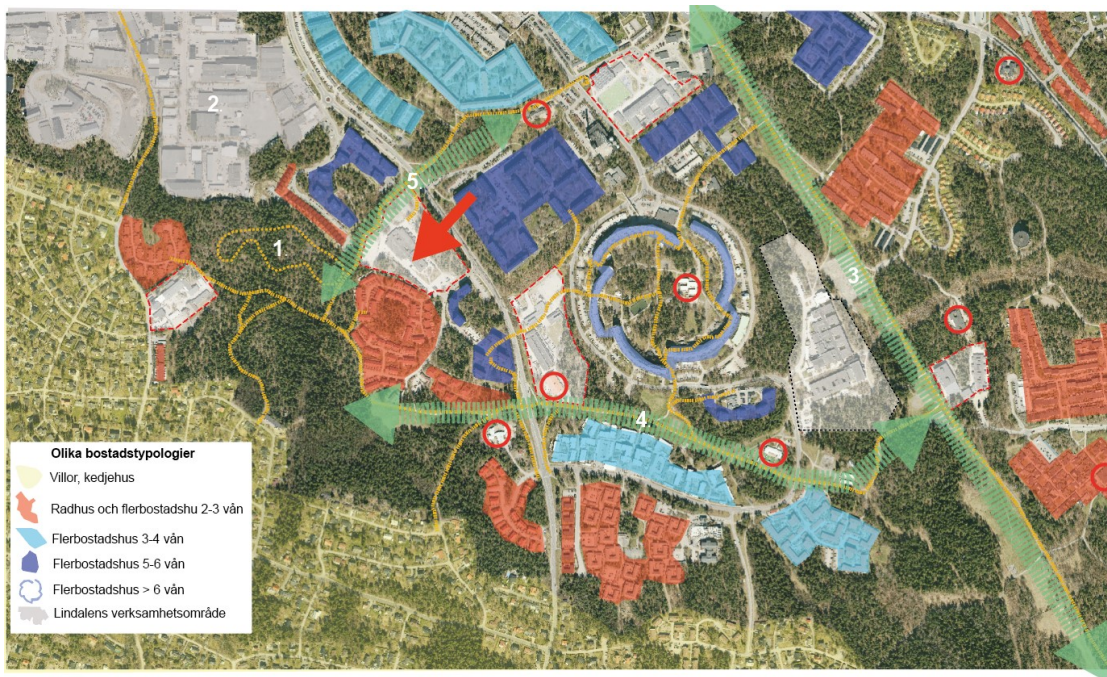 2.
5.
1
3
4
Olika bostadstypologier
Villor, kedjehus
Radhus och flerbostadshu 2-3 vån
Flerbostadshus 3-4 vån
Flerbostadshus 5-6 vån
Flerbostadshus > 6 vån
Lindalens verksamhetsområde